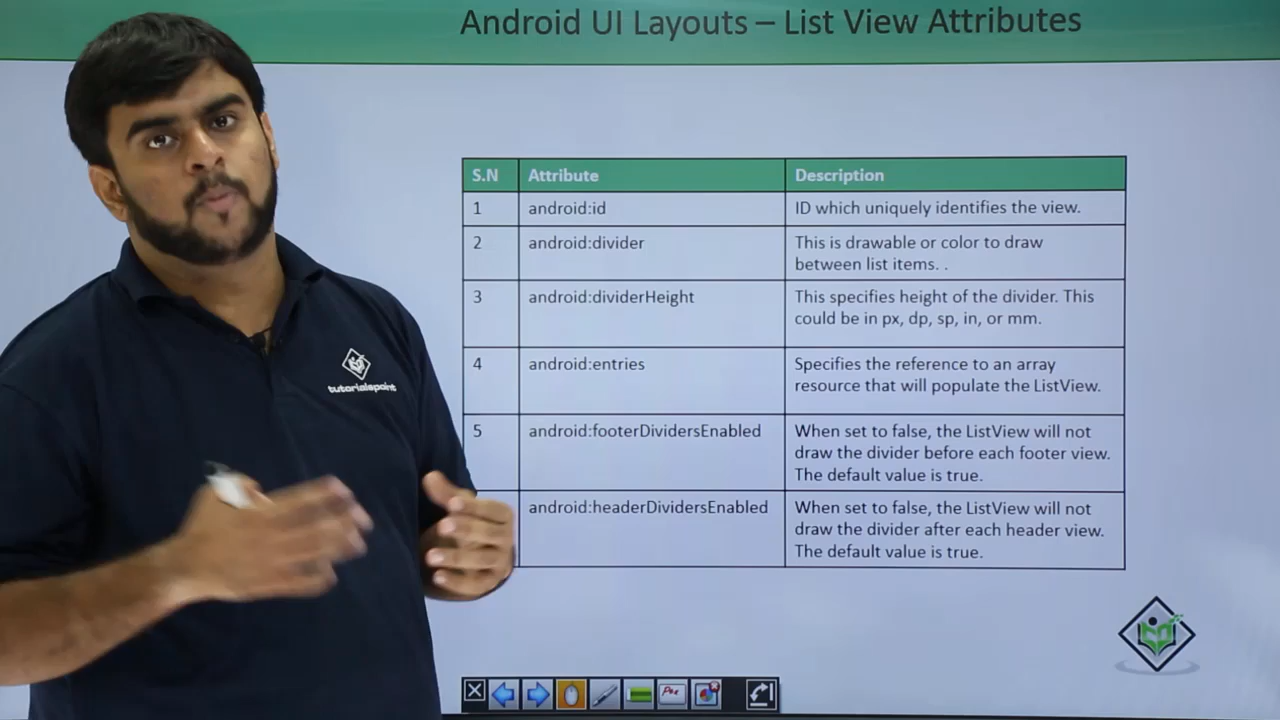 Android UI Layouts – List View Attributes
S.N Attribute Description
1 android:id ID which uniquely identifies the view.
2 android:divider This is drawable or color to draw
between list items. .
3 android:dividerHeight This specifies height of the divider. This
could be in px, dp, sp, in, or mm.
4 android:entries Specifies the reference to an array
resource that will populate the ListView.
5 android:footerDividersEnabled When set to false, the ListView will not
draw the divider before each footer view.
The default value is true.
android:headerDividersEnabled When set to false, the ListView will not
draw the divider after each header view.
The default value is true.
tutorialspoint